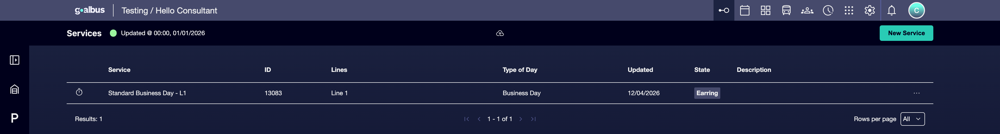 goalbus
Testing / Hello Consultant
C
Services
Updated @ 00:00, 01/01/2026
New Service
Service ID Lines Type of Day Updated State Description
Standard Business Day - L1 13083 Line 1 Business Day 12/04/2026 Earring ...
P
Results: 1
1 - 1 of 1
Rows per page All